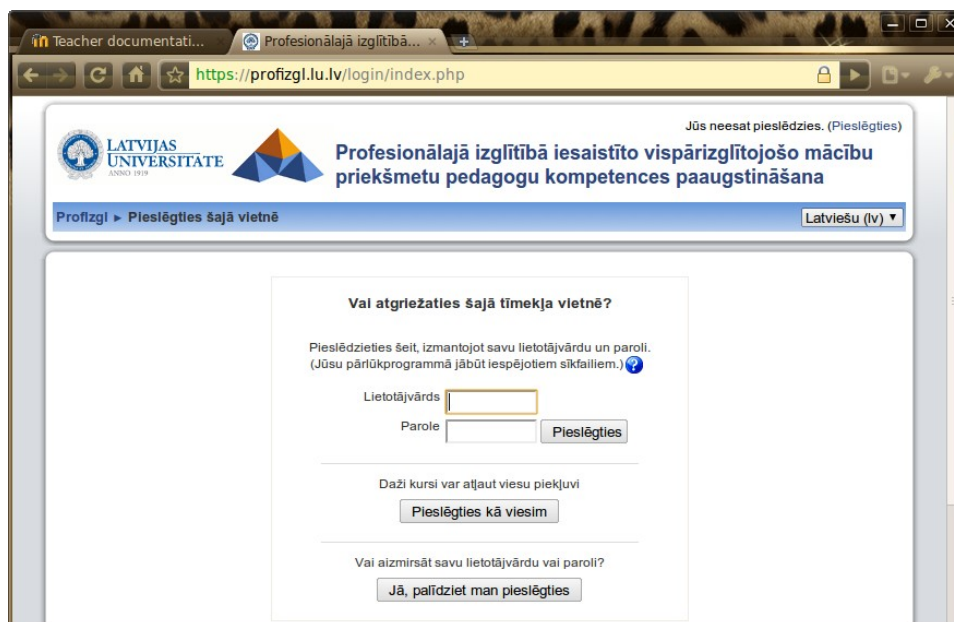 Teacher documentati...
Profesionālajā izglītībā...
https://profizgl.lu.lv/login/index.php
Jūs neesat pieslēdzies. (Pieslēgties)
LATVIJAS
UNIVERSITĀTE
ANNO 1919
Profesionālajā izglītībā iesaistīto vispārizglītojošo mācību
priekšmetu pedagogu kompetences paaugstināšana
ProfIzgl ► Pieslēgties šajā vietnē
Latviešu (lv)
Vai atgriežaties šajā tīmekļa vietnē?
Pieslēdzieties šeit, izmantojot savu lietotājvārdu un paroli.
(Jūsu pārlūkprogrammā jābūt iespējotiem sīkfailiem.)
Lietotājvārds
Parole
Pieslēgties
Daži kursi var atļaut viesu piekļuvi
Pieslēgties kā viesim
Vai aizmirsāt savu lietotājvārdu vai paroli?
Jā, palīdziet man pieslēgties